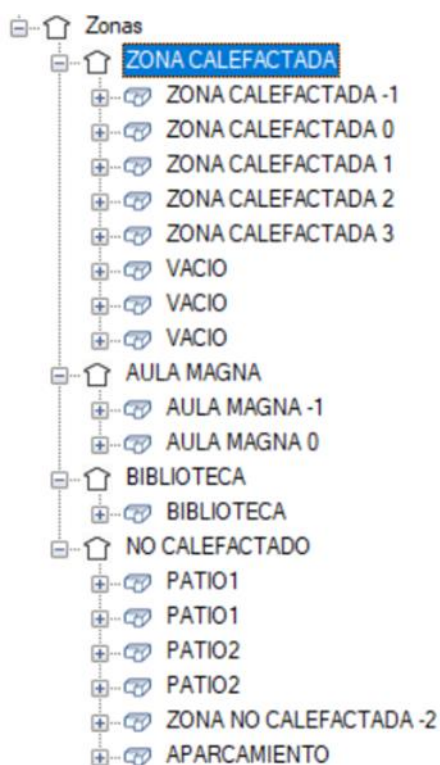 Zonas
ZONA CALEFACTADA
ZONA CALEFACTADA -1
ZONA CALEFACTADA 0
ZONA CALEFACTADA 1
ZONA CALEFACTADA 2
ZONA CALEFACTADA 3
VACIO
VACIO
VACIO
AULA MAGNA
AULA MAGNA -1
AULA MAGNA 0
BIBLIOTECA
BIBLIOTECA
NO CALEFACTADO
PATIO1
PATIO1
PATIO2
PATIO2
ZONA NO CALEFACTADA -2
APARCAMIENTO